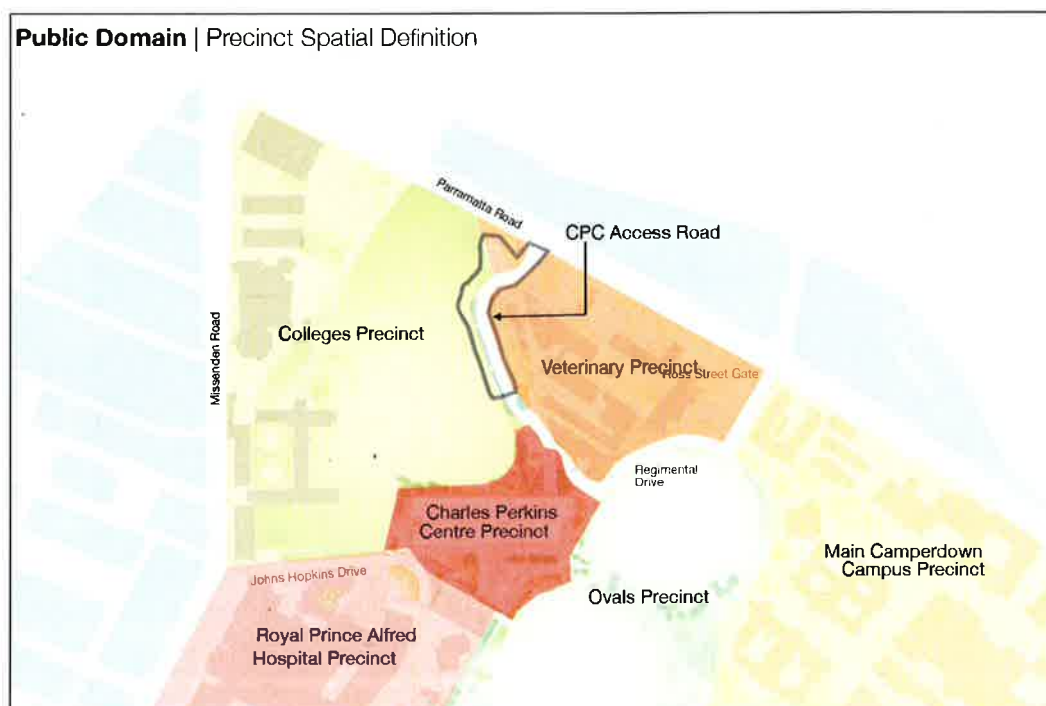 Public Domain | Precinct Spatial Definition
Parramatta Road
CPC Access Road
Missenden Road
Colleges Precinct
Veterinary Precinct
Ross Street Gate
Regimental
Drive
Charles Perkins
Centre Precinct
Main Camperdown
Campus Precinct
Johns Hopkins Drive
Ovals Precinct
Royal Prince Alfred
Hospital Precinct